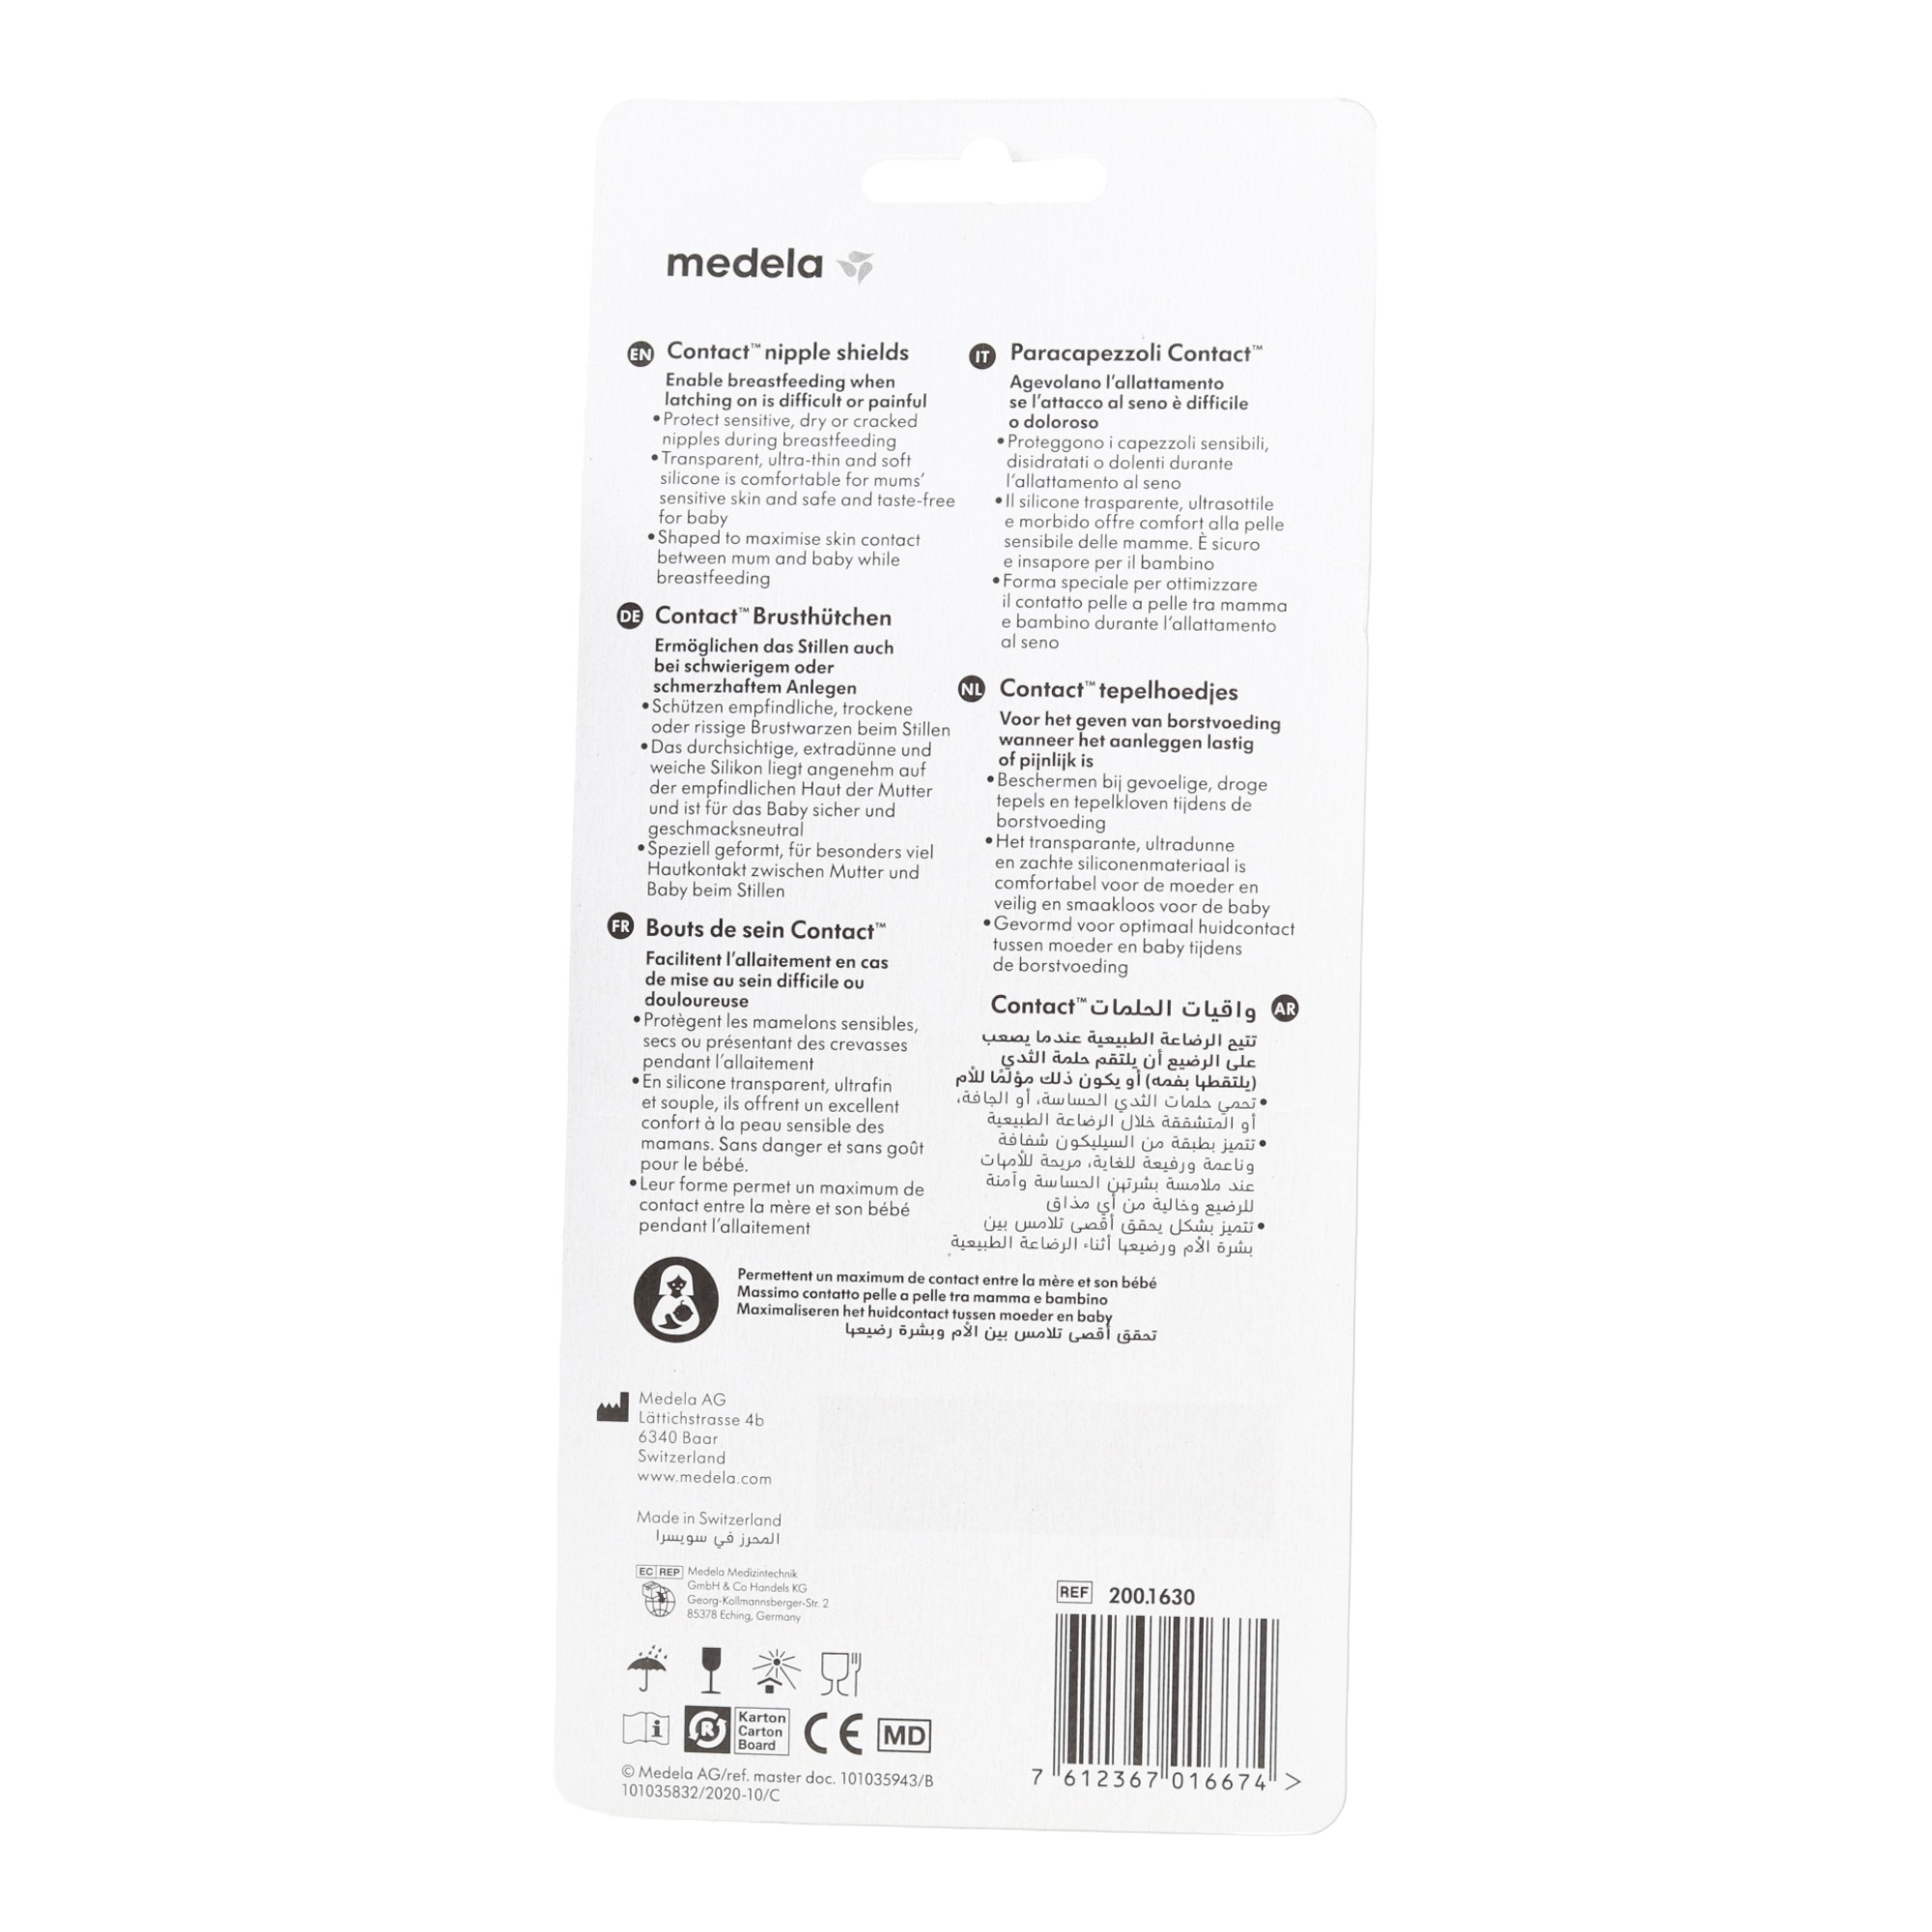 medela
EN Contact™ nipple shields
Enable breastfeeding when
latching on is difficult or painful
•Protect sensitive, dry or cracked
nipples during breastfeeding
•Transparent, ultra-thin and soft
silicone is comfortable for mums'
sensitive skin and safe and taste-free
for baby
•Shaped to maximise skin contact
between mum and baby while
breastfeeding
DE Contact™ Brusthütchen
Ermöglichen das Stillen auch
bei schwierigem oder
schmerzhaftem Anlegen
•Schützen empfindliche, trockene
oder rissige Brustwarzen beim Stillen
•Das durchsichtige, extradünne und
weiche Silikon liegt angenehm auf
der empfindlichen Haut der Mutter
und ist für das Baby sicher und
geschmacksneutral
•Speziell geformt, für besonders viel
Hautkontakt zwischen Mutter und
Baby beim Stillen
FR Bouts de sein Contact™
Facilitent l'allaitement en cas
de mise au sein difficile ou
douloureuse
•Protègent les mamelons sensibles,
secs ou présentant des crevasses
pendant l'allaitement
•En silicone transparent, ultrafin
et souple, ils offrent un excellent
confort à la peau sensible des
mamans. Sans danger et sans goût
pour le bébé.
•Leur forme permet un maximum de
contact entre la mère et son bébé
pendant l'allaitement
IT Paracapezzoli Contact™
Agevolano l'allattamento
se l'attacco al seno è difficile
o doloroso
•Proteggono i capezzoli sensibili,
disidratati o dolenti durante
l'allattamento al seno
•Il silicone trasparente, ultrasottile
e morbido offre comfort alla pelle
sensibile delle mamme. È sicuro
e insapore per il bambino
•Forma speciale per ottimizzare
il contatto pelle a pelle tra mamma
e bambino durante l'allattamento
al seno
NL Contact™ tepelhoedjes
Voor het geven van borstvoeding
wanneer het aanleggen lastig
of pijnlijk is
•Beschermen bij gevoelige, droge
tepels en tepelkloven tijdens de
borstvoeding
•Het transparante, ultradunne
en zachte siliconenmateriaal is
comfortabel voor de moeder en
veilig en smaakloos voor de baby
•Gevormd voor optimaal huidcontact
tussen moeder en baby tijdens
de borstvoeding
AR واقيات الحلمات Contact™
تتيح الرضاعة الطبيعية عندما يصعب
على الرضيع أن يلتقم حلمة الثدي
(يلتقطها بفمه) أو يكون ذلك مؤلمًا للأم
•تحمي حلمات الثدي الحساسة، أو الجافة،
أو المتشققة خلال الرضاعة الطبيعية
•تتميز بطبقة من السيليكون شفافة
وناعمة ورفيعة للغاية، مريحة للأمهات
عند ملامسة بشرتهن الحساسة وآمنة
للرضيع وخالية من أي مذاق
•تتميز بشكل يحقق أقصى تلامس بين
بشرة الأم ورضيعها أثناء الرضاعة الطبيعية
Permettent un maximum de contact entre la mère et son bébé
Massimo contatto pelle a pelle tra mamma e bambino
Maximaliseren het huidcontact tussen moeder en baby
تحقق أقصى تلامس بين الأم وبشرة رضيعها
Medela AG
Lättichstrasse 4b
6340 Baar
Switzerland
www.medela.com
Made in Switzerland
المحرز في سويسرا
EC REP Medela Medizintechnik
GmbH & Co Handels KG
Georg-Kollmannsberger-Str. 2
85378 Eching, Germany
REF 200.1630
R Karton
Carton
Board
CE MD
7 612367 016674 >
© Medela AG/ref. master doc. 101035943/B
101035832/2020-10/C